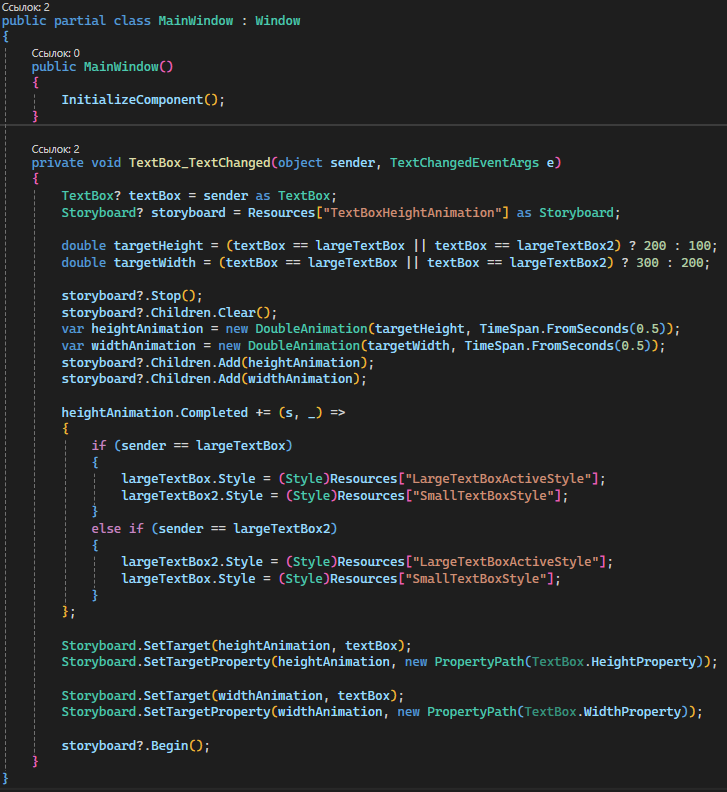 Ссылок: 2
public partial class MainWindow : Window
{
Ссылок: 0
public MainWindow()
{
InitializeComponent();
}
Ссылок: 2
private void TextBox_TextChanged(object sender, TextChangedEventArgs e)
{
TextBox? textBox = sender as TextBox;
Storyboard? storyboard = Resources["TextBoxHeightAnimation"] as Storyboard;
double targetHeight = (textBox == largeTextBox || textBox == largeTextBox2) ? 200 : 100;
double targetWidth = (textBox == largeTextBox || textBox == largeTextBox2) ? 300 : 200;
storyboard?.Stop();
storyboard?.Children.Clear();
var heightAnimation = new DoubleAnimation(targetHeight, TimeSpan.FromSeconds(0.5));
var widthAnimation = new DoubleAnimation(targetWidth, TimeSpan.FromSeconds(0.5));
storyboard?.Children.Add(heightAnimation);
storyboard?.Children.Add(widthAnimation);
heightAnimation.Completed += (s, _) =>
{
if (sender == largeTextBox)
{
largeTextBox.Style = (Style)Resources["LargeTextBoxActiveStyle"];
largeTextBox2.Style = (Style)Resources["SmallTextBoxStyle"];
}
else if (sender == largeTextBox2)
{
largeTextBox2.Style = (Style)Resources["LargeTextBoxActiveStyle"];
largeTextBox.Style = (Style)Resources["SmallTextBoxStyle"];
}
};
Storyboard.SetTarget(heightAnimation, textBox);
Storyboard.SetTargetProperty(heightAnimation, new PropertyPath(TextBox.HeightProperty));
Storyboard.SetTarget(widthAnimation, textBox);
Storyboard.SetTargetProperty(widthAnimation, new PropertyPath(TextBox.WidthProperty));
storyboard?.Begin();
}
}